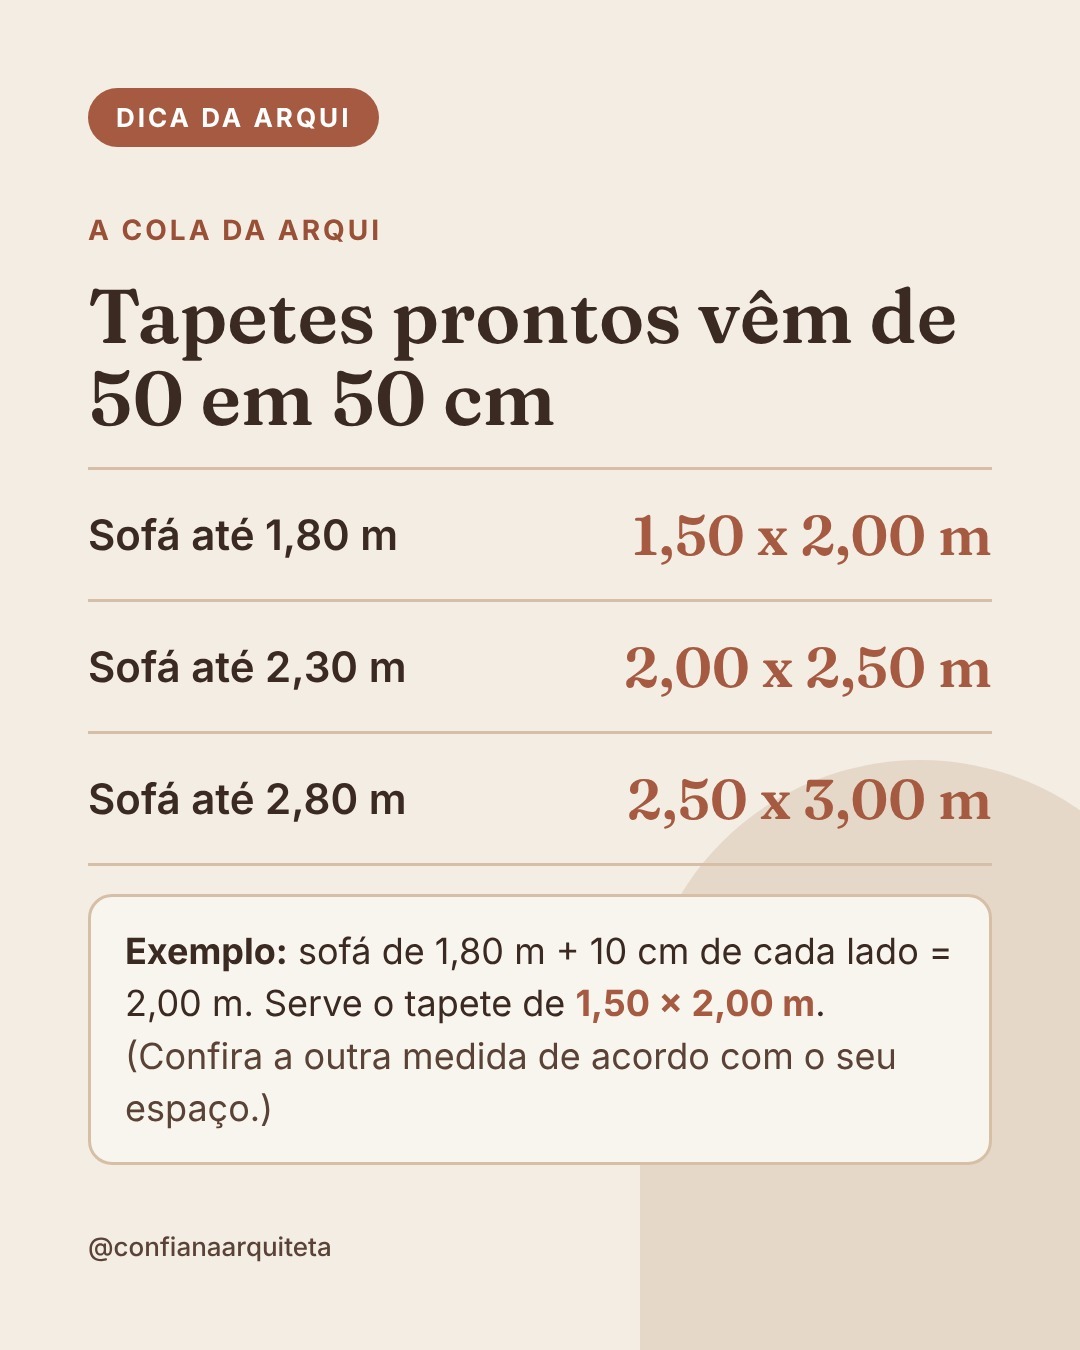 DICA DA ARQUI
A COLA DA ARQUI
Tapetes prontos vêm de
50 em 50 cm
Sofá até 1,80 m 1,50 x 2,00 m
Sofá até 2,30 m 2,00 x 2,50 m
Sofá até 2,80 m 2,50 x 3,00 m
Exemplo: sofá de 1,80 m + 10 cm de cada lado =
2,00 m. Serve o tapete de 1,50 × 2,00 m.
(Confira a outra medida de acordo com o seu
espaço.)
@confianaarquiteta